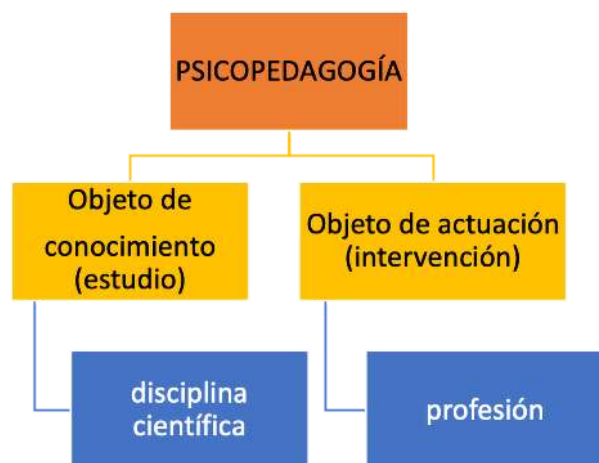 PSICOPEDAGOGÍA
Objeto de
conocimiento
(estudio)
Objeto de actuación
(intervención)
disciplina
científica
profesión